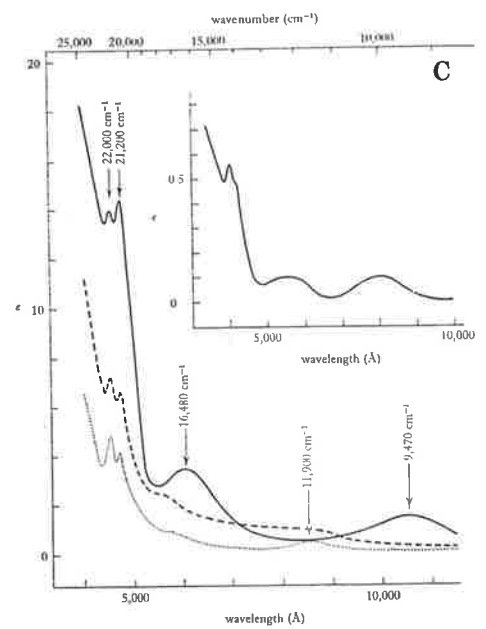 wavenumber (cm⁻¹)
25,000 20,000 15,000 10,000
C
20
22,000 cm⁻¹
21,200 cm⁻¹
0 5
ε
0
5,000 10,000
wavelength (Å)
ε 10
16,480 cm⁻¹
11,900 cm⁻¹
9,470 cm⁻¹
0
5,000 10,000
wavelength (Å)